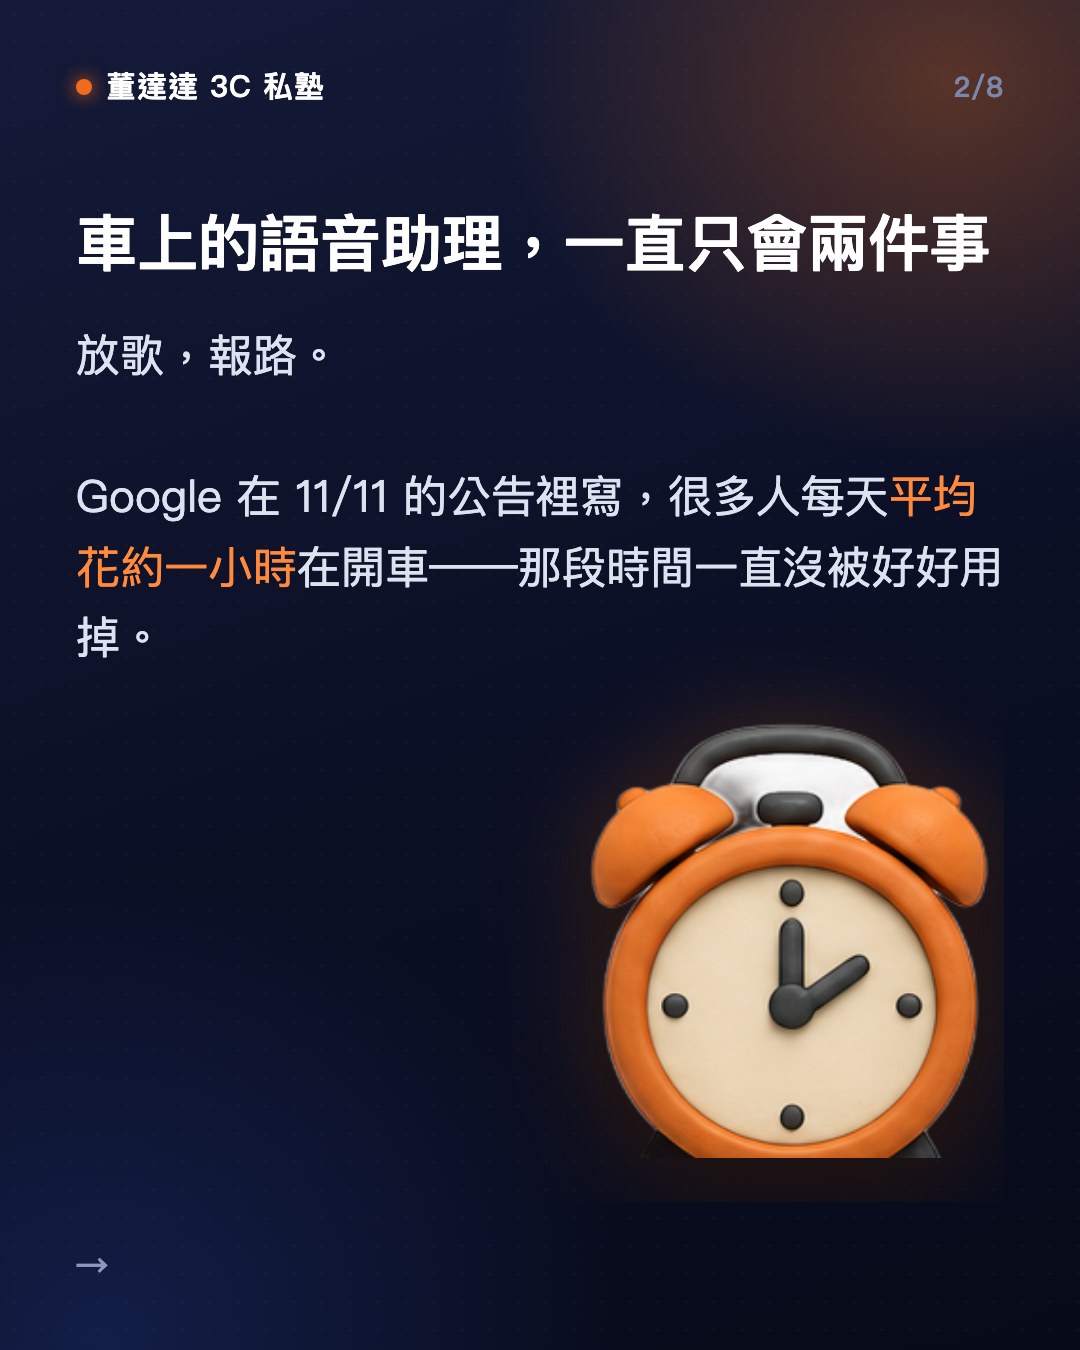 董達達 3C 私塾
2/8
車上的語音助理，一直只會兩件事
放歌，報路。
Google 在 11/11 的公告裡寫，很多人每天平均
花約一小時在開車——那段時間一直沒被好好用
掉。
→